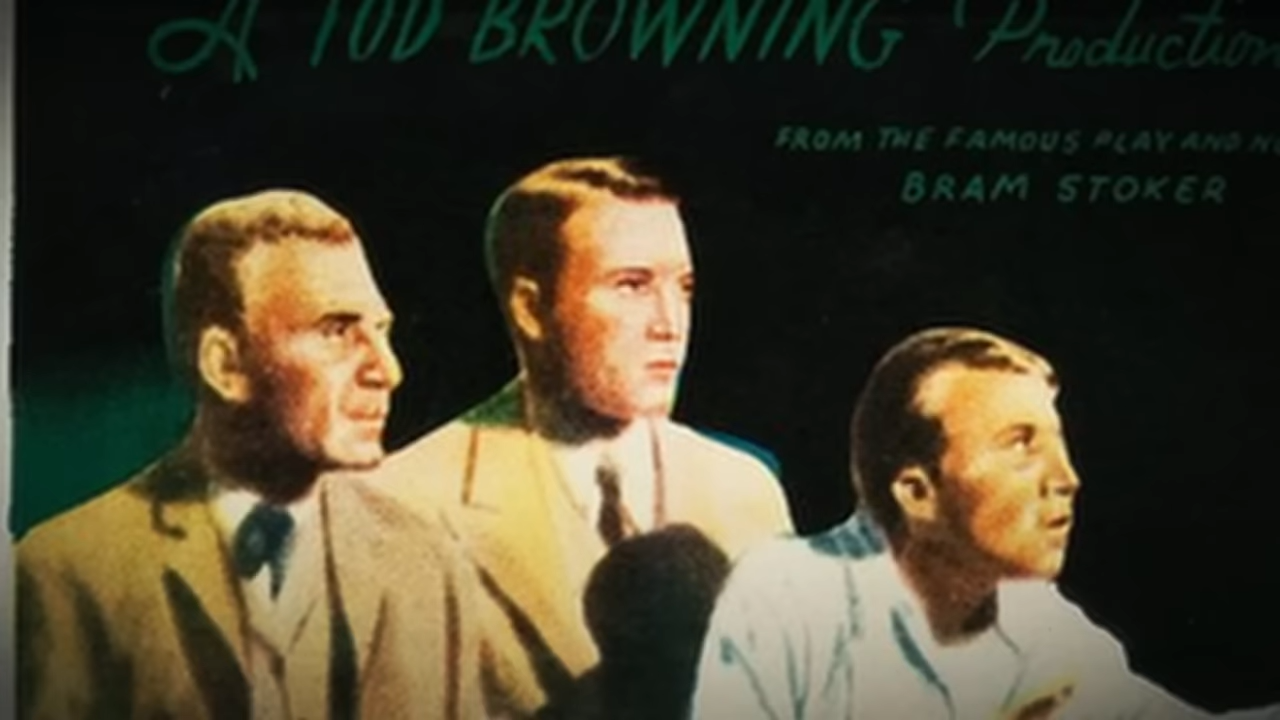 A TOD BROWNING Production
FROM THE FAMOUS PLAY AND
BRAM STOKER